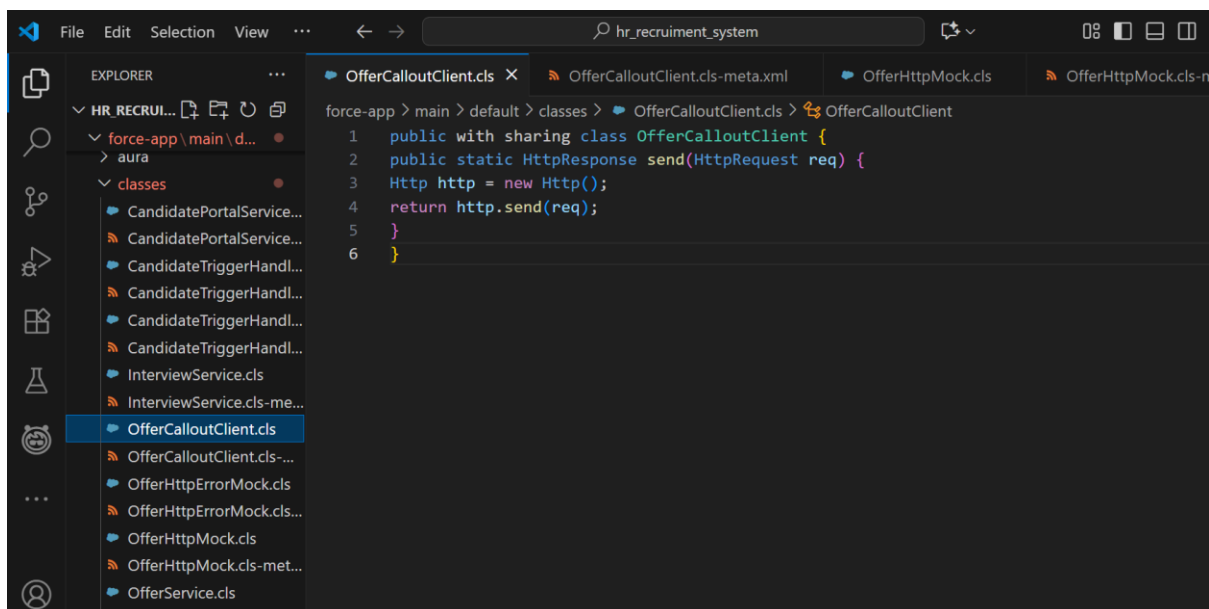 File Edit Selection View ···
hr_recruiment_system
EXPLORER ···
OfferCalloutClient.cls
OfferCalloutClient.cls-meta.xml
OfferHttpMock.cls
OfferHttpMock.cls-n
HR_RECRUI...
force-app\main\d...
aura
classes
CandidatePortalService...
CandidatePortalService...
CandidateTriggerHandl...
CandidateTriggerHandl...
CandidateTriggerHandl...
CandidateTriggerHandl...
InterviewService.cls
InterviewService.cls-me...
OfferCalloutClient.cls
OfferCalloutClient.cls-...
OfferHttpErrorMock.cls
OfferHttpErrorMock.cls...
OfferHttpMock.cls
OfferHttpMock.cls-met...
OfferService.cls
force-app > main > default > classes > OfferCalloutClient.cls > OfferCalloutClient
1 public with sharing class OfferCalloutClient {
2 public static HttpResponse send(HttpRequest req) {
3 Http http = new Http();
4 return http.send(req);
5 }
6 }